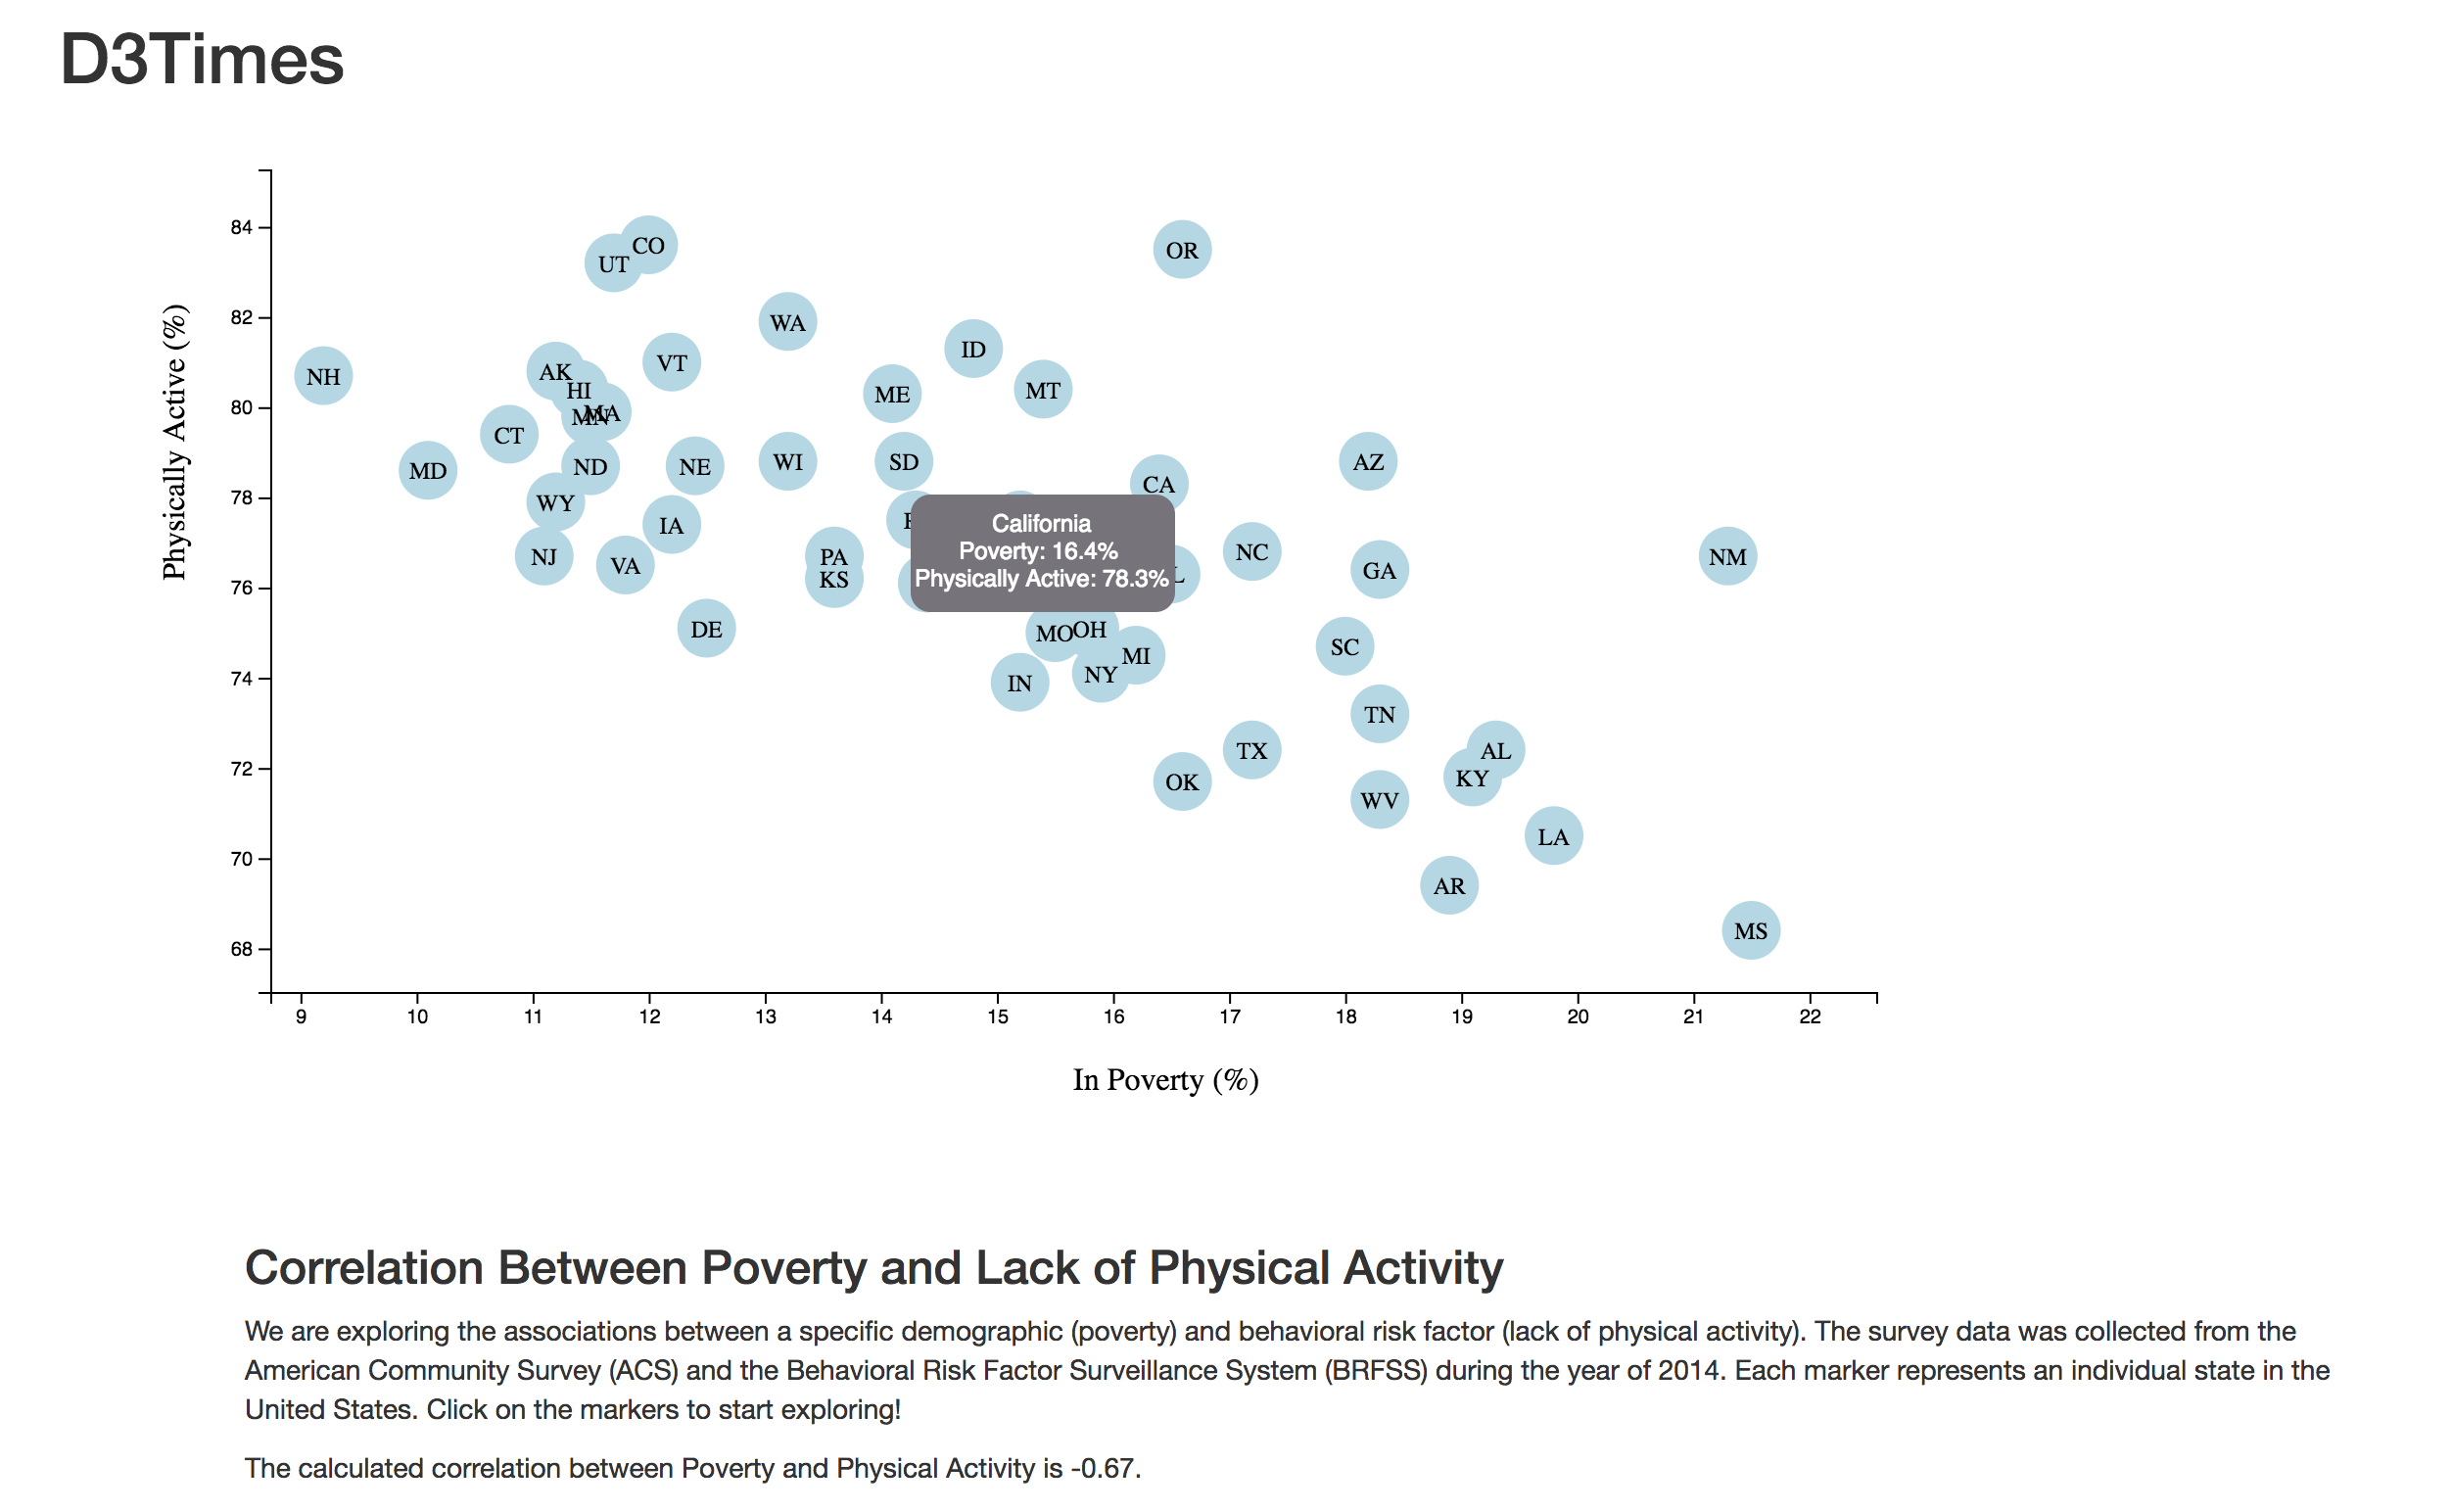 D3Times
84
82
80
78
76
74
72
70
68
Physically Active (%)
CO
UT
OR
WA
VT
ID
NH
AK
HI
ME
MT
MN
MA
CT
MD
ND
NE
WI
SD
CA
AZ
WY
IA
NJ
VA
PA
KS
California
Poverty: 16.4%
Physically Active: 78.3%
NC
GA
NM
DE
MO
OH
MI
NY
IN
SC
TN
TX
AL
OK
KY
WV
LA
AR
MS
9 10 11 12 13 14 15 16 17 18 19 20 21 22
In Poverty (%)
Correlation Between Poverty and Lack of Physical Activity
We are exploring the associations between a specific demographic (poverty) and behavioral risk factor (lack of physical activity). The survey data was collected from the
American Community Survey (ACS) and the Behavioral Risk Factor Surveillance System (BRFSS) during the year of 2014. Each marker represents an individual state in the
United States. Click on the markers to start exploring!
The calculated correlation between Poverty and Physical Activity is -0.67.